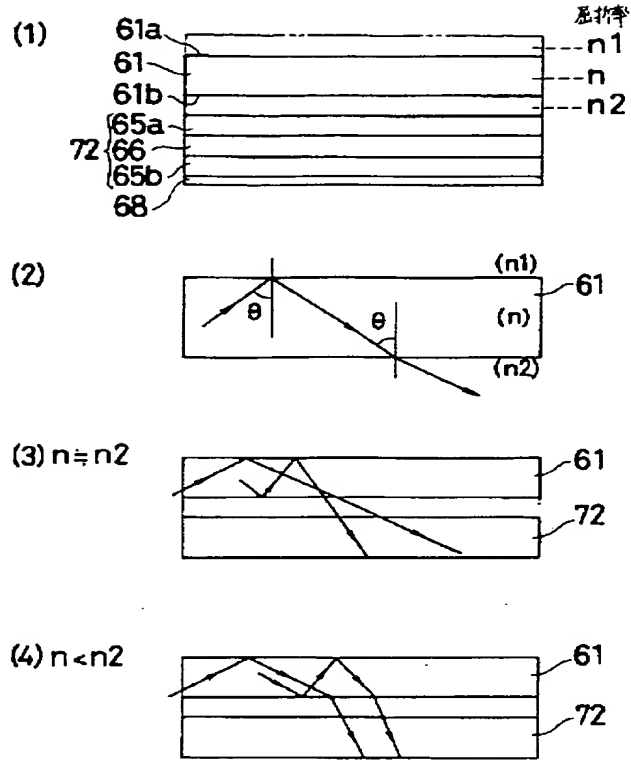 屈折率
(1)
61a
n1
61
n
61b
n2
65a
72
66
65b
68
(2)
(n1)
61
θ
θ
(n)
(n2)
(3) n≒n2
61
72
(4) n<n2
61
72